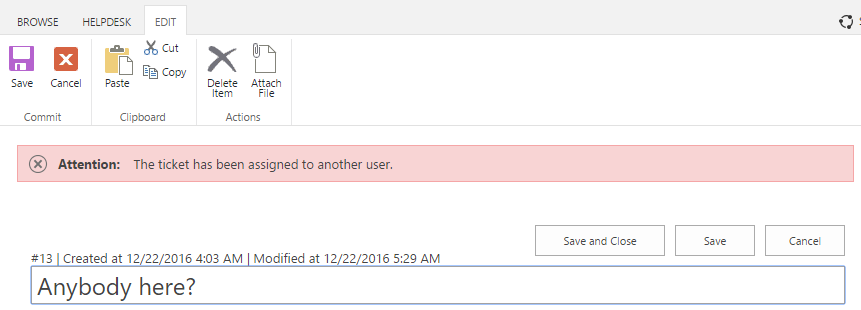 BROWSE HELPDESK EDIT
S
Save Cancel Paste Cut Copy Delete Item Attach File
Commit Clipboard Actions
Attention: The ticket has been assigned to another user.
Save and Close Save Cancel
#13 | Created at 12/22/2016 4:03 AM | Modified at 12/22/2016 5:29 AM
Anybody here?